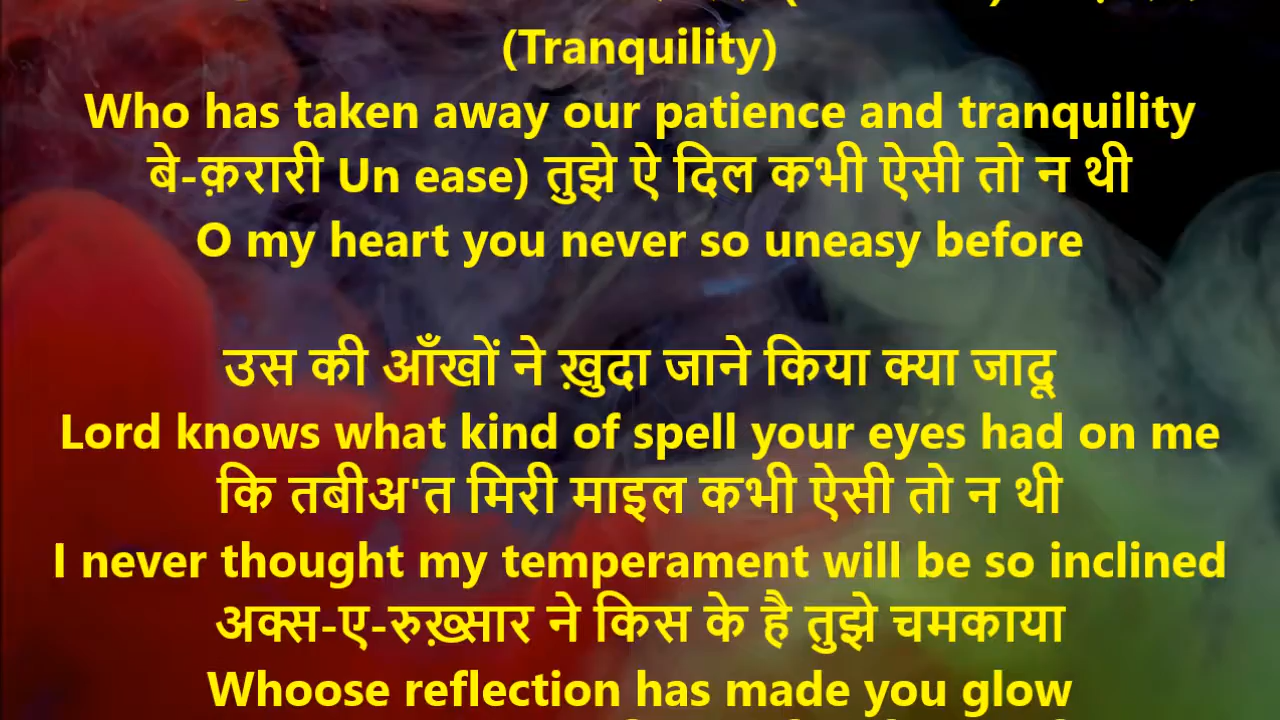 (Tranquility)
Who has taken away our patience and tranquility
बे-क़रारी Un ease) तुझे ऐ दिल कभी ऐसी तो न थी
O my heart you never so uneasy before
उस की आँखों ने ख़ुदा जाने किया क्या जादू
Lord knows what kind of spell your eyes had on me
कि तबीअ'त मिरी माइल कभी ऐसी तो न थी
I never thought my temperament will be so inclined
अक्स-ए-रुख़्सार ने किस के है तुझे चमकाया
Whoose reflection has made you glow